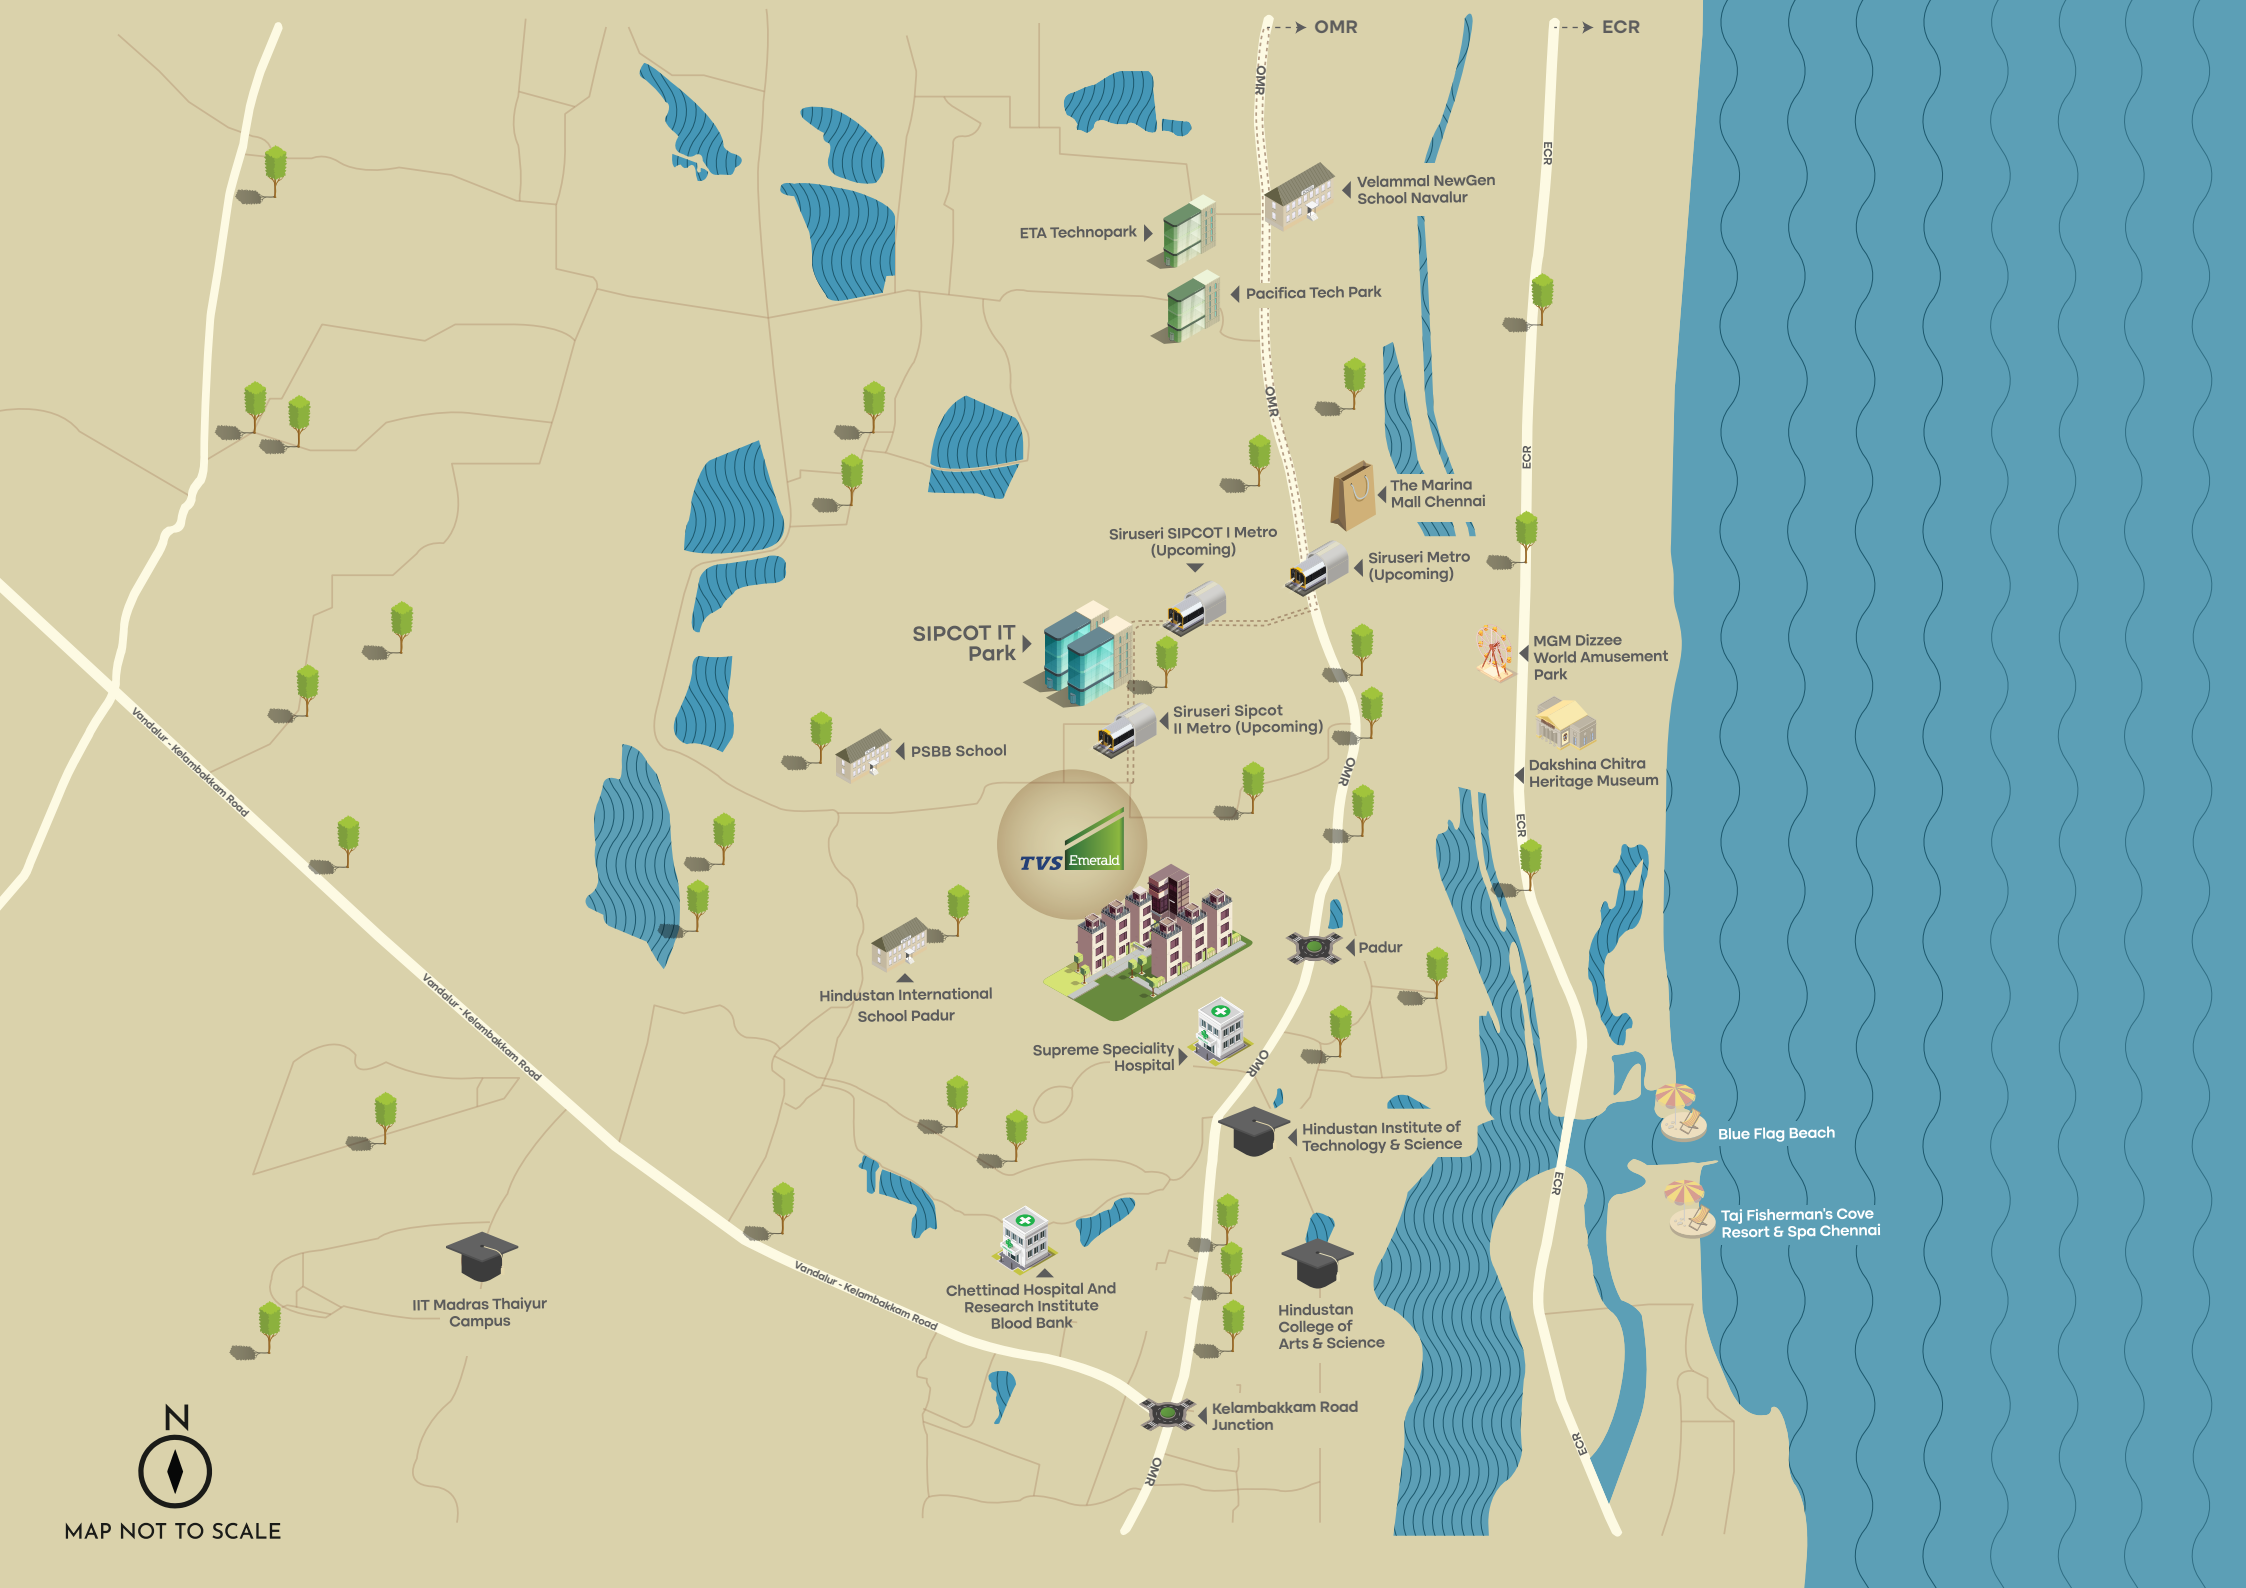 OMR
ECR
OMR
ECR
Velammal NewGen
School Navalur
ETA Technopark
Pacifica Tech Park
OMR
ECR
The Marina
Mall Chennai
Siruseri SIPCOT I Metro
(Upcoming)
Siruseri Metro
(Upcoming)
SIPCOT IT
Park
MGM Dizzee
World Amusement
Park
Siruseri Sipcot
II Metro (Upcoming)
PSBB School
Vandalur - Kelambakkam Road
OMR
Dakshina Chitra
Heritage Museum
ECR
TVS Emerald
Padur
Hindustan International
School Padur
Vandalur - Kelambakkam Road
Supreme Speciality
Hospital
OMR
Hindustan Institute of
Technology & Science
Blue Flag Beach
ECR
Taj Fisherman's Cove
Resort & Spa Chennai
IIT Madras Thaiyur
Campus
Vandalur - Kelambakkam Road
Chettinad Hospital And
Research Institute
Blood Bank
Hindustan
College of
Arts & Science
Kelambakkam Road
Junction
ECR
OMR
N
MAP NOT TO SCALE